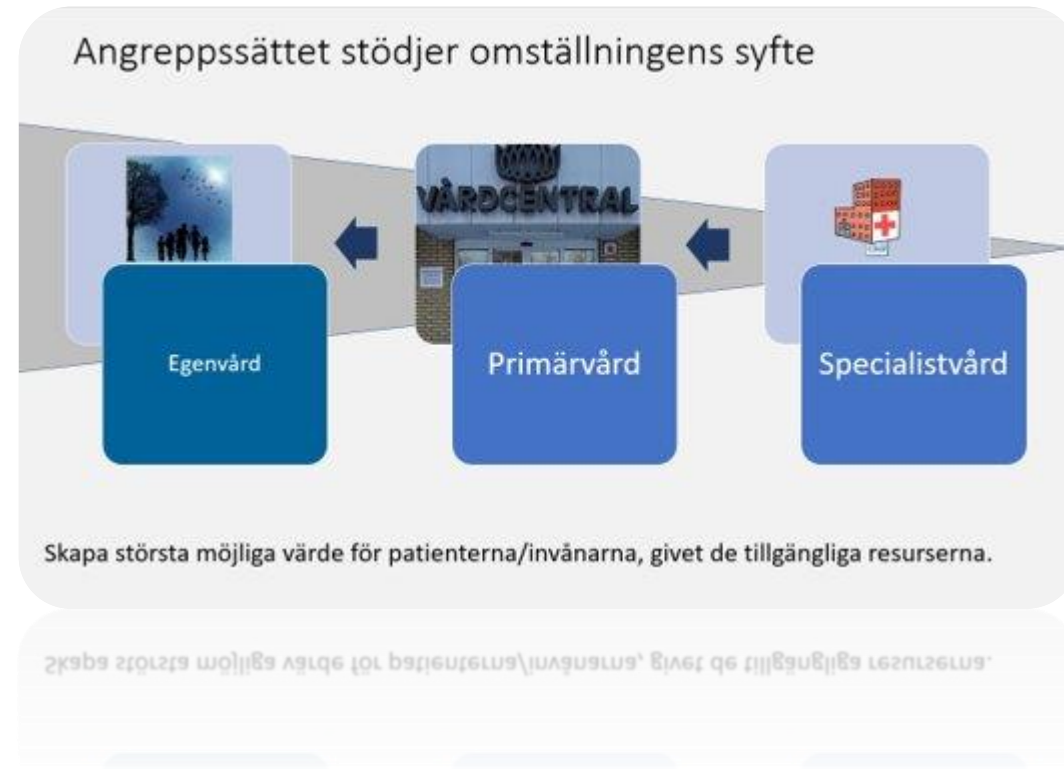 Angreppssättet stödjer omställningens syfte
VÅRDCENTRAL
Egenvård
Primärvård
Specialistvård
Skapa största möjliga värde för patienterna/invånarna, givet de tillgängliga resurserna.